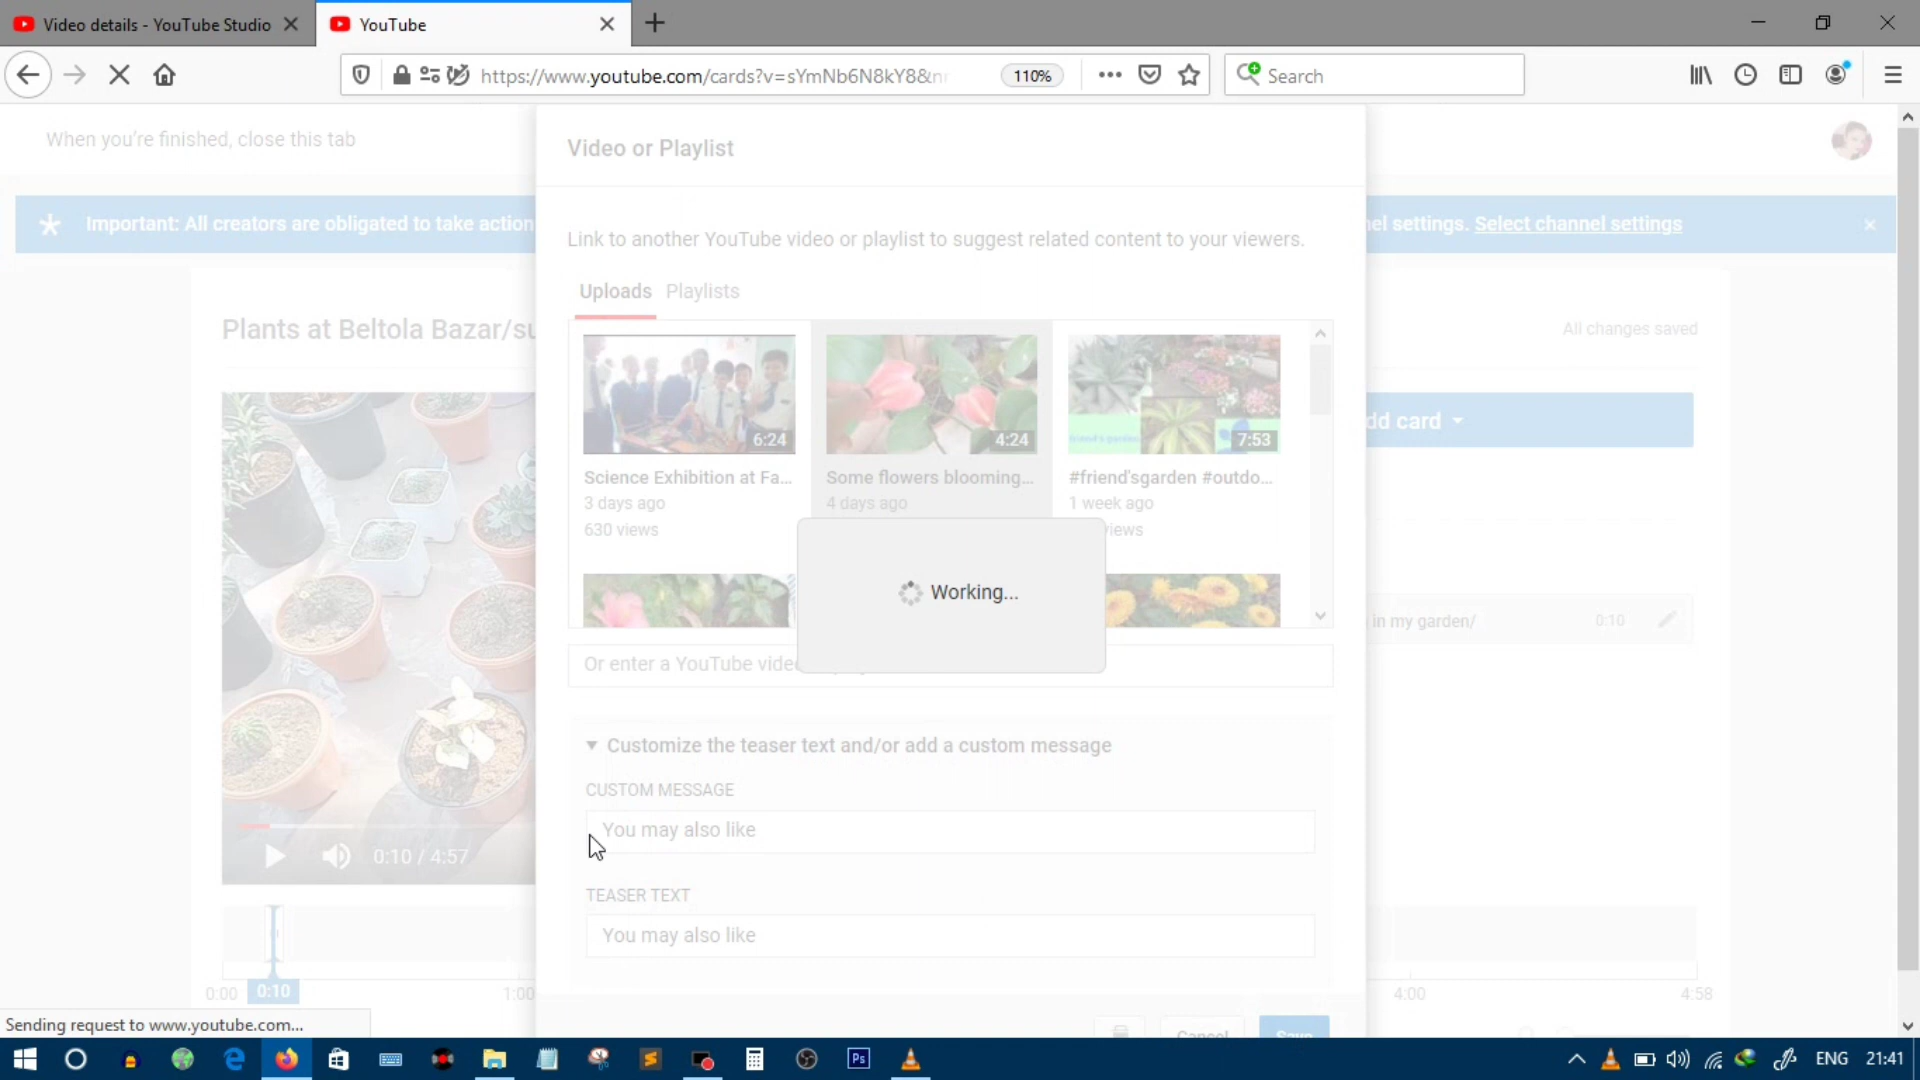 Video details - YouTube Studio
YouTube
https://www.youtube.com/cards?v=sYmNb6N8kY8&n
110%
Search
When you're finished, close this tab
Video or Playlist
Important: All creators are obligated to take action
nel settings. Select channel settings
Link to another YouTube video or playlist to suggest related content to your viewers.
Uploads Playlists
Plants at Beltola Bazar/su
All changes saved
6:24
4:24
7:53
dd card
Science Exhibition at Fa...
3 days ago
630 views
Some flowers blooming...
4 days ago
#friend'sgarden #outdo...
1 week ago
views
Working...
in my garden/ 0:10
Or enter a YouTube vide
Customize the teaser text and/or add a custom message
CUSTOM MESSAGE
You may also like
0:10 / 4:57
TEASER TEXT
You may also like
0:00 0:10 1:00 4:00 4:58
Sending request to www.youtube.com...
Cancel Save
Ps
ENG 21:41